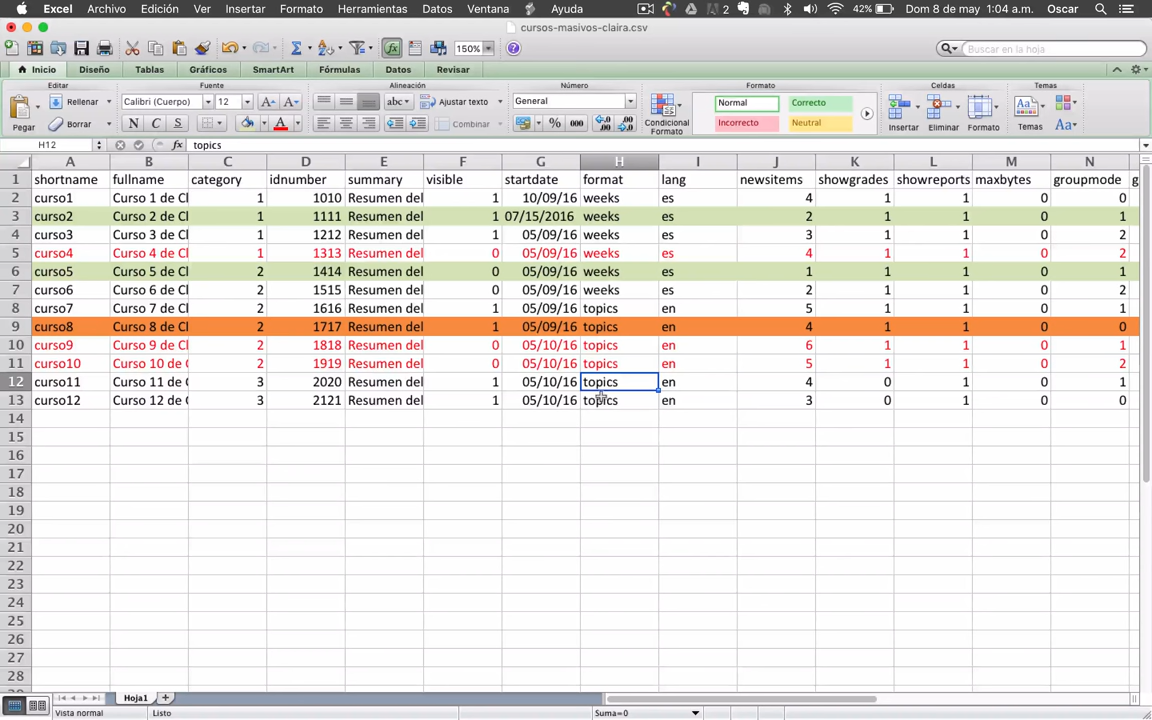 Excel Archivo Edición Ver Insertar Formato Herramientas Datos Ventana Ayuda 2 42% Dom 8 de may 1:04 a.m. Oscar
cursos-masivos-claira.csv
150% Buscar en la hoja
Inicio Diseño Tablas Gráficos SmartArt Fórmulas Datos Revisar
Editar Fuente Alineación Número Formato Celdas Temas
Pegar Rellenar Calibri (Cuerpo) 12 A A abc Ajustar texto General Condicional Formato Normal Correcto Insertar Eliminar Formato Temas Aa
Borrar N C S A Combinar % 000 Incorrecto Neutral
H12 fx topics
A B C D E F G H I J K L M N
1 shortname fullname category idnumber summary visible startdate format lang newsitems showgrades showreports maxbytes groupmode g
2 curso1 Curso 1 de Cl 1 1010 Resumen del 1 10/09/16 weeks es 4 1 1 0 0
3 curso2 Curso 2 de Cl 1 1111 Resumen del 1 07/15/2016 weeks es 2 1 1 0 1
4 curso3 Curso 3 de Cl 1 1212 Resumen del 1 05/09/16 weeks es 3 1 1 0 2
5 curso4 Curso 4 de Cl 1 1313 Resumen del 0 05/09/16 weeks es 4 1 1 0 2
6 curso5 Curso 5 de Cl 2 1414 Resumen del 0 05/09/16 weeks es 1 1 1 0 1
7 curso6 Curso 6 de Cl 2 1515 Resumen del 0 05/09/16 weeks es 2 1 1 0 2
8 curso7 Curso 7 de Cl 2 1616 Resumen del 1 05/09/16 topics en 5 1 1 0 1
9 curso8 Curso 8 de Cl 2 1717 Resumen del 1 05/09/16 topics en 4 1 1 0 0
10 curso9 Curso 9 de Cl 2 1818 Resumen del 0 05/10/16 topics en 6 1 1 0 1
11 curso10 Curso 10 de 2 1919 Resumen del 0 05/10/16 topics en 5 1 1 0 2
12 curso11 Curso 11 de 3 2020 Resumen del 1 05/10/16 topics en 4 0 1 0 1
13 curso12 Curso 12 de 3 2121 Resumen del 1 05/10/16 topics en 3 0 1 0 0
14
15
16
17
18
19
20
21
22
23
24
25
26
27
28
Hoja1
Vista normal Listo Suma=0